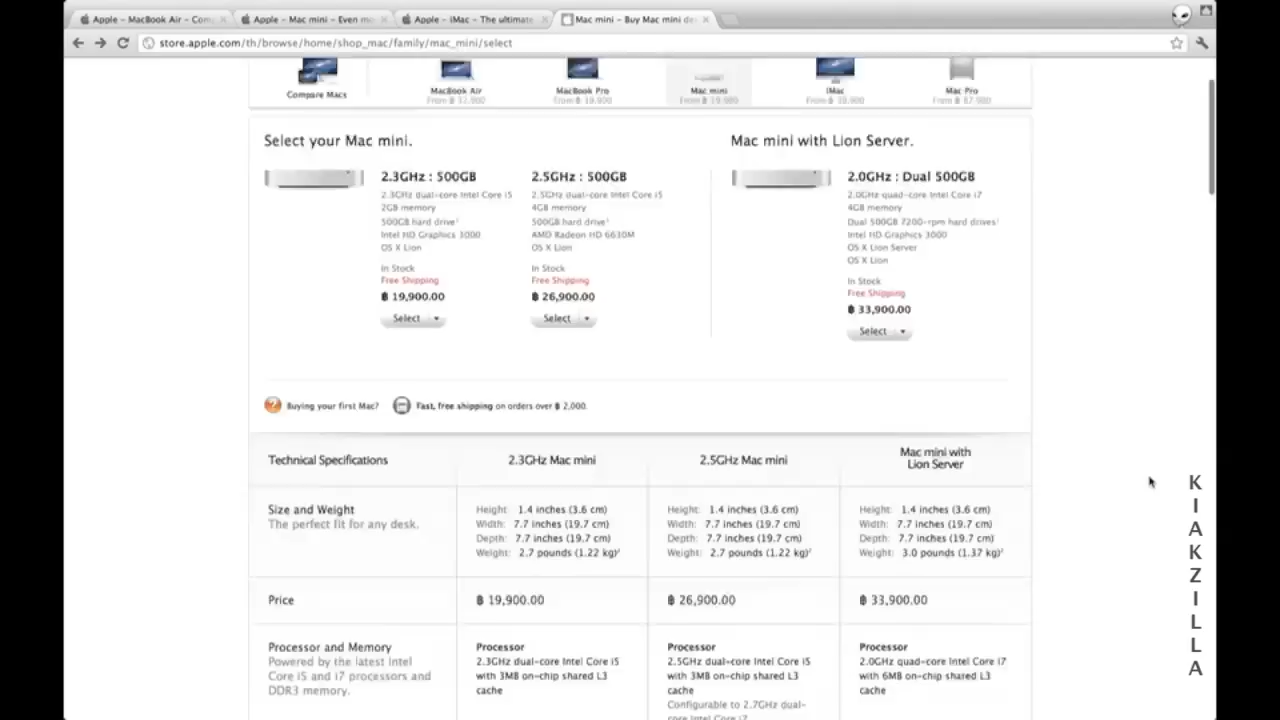 Apple – MacBook Air – Com
Apple – Mac mini – Even mo
Apple – iMac – The ultimate
Mac mini – Buy Mac mini de
store.apple.com/th/browse/home/shop_mac/family/mac_mini/select
Compare Macs
MacBook Air
MacBook Pro
Mac mini
iMac
Mac Pro
Select your Mac mini.
2.3GHz : 500GB
2.3GHz dual-core Intel Core i5
2GB memory
500GB hard drive¹
Intel HD Graphics 3000
OS X Lion
In Stock
Free Shipping
฿ 19,900.00
Select
2.5GHz : 500GB
2.5GHz dual-core Intel Core i5
4GB memory
500GB hard drive¹
AMD Radeon HD 6630M
OS X Lion
In Stock
Free Shipping
฿ 26,900.00
Select
Mac mini with Lion Server.
2.0GHz : Dual 500GB
2.0GHz quad-core Intel Core i7
4GB memory
Dual 500GB 7200-rpm hard drives¹
Intel HD Graphics 3000
OS X Lion Server
OS X Lion
In Stock
Free Shipping
฿ 33,900.00
Select
Buying your first Mac?
Fast, free shipping on orders over ฿ 2,000.
Technical Specifications
2.3GHz Mac mini
2.5GHz Mac mini
Mac mini with
Lion Server
Size and Weight
The perfect fit for any desk.
Height: 1.4 inches (3.6 cm)
Width: 7.7 inches (19.7 cm)
Depth: 7.7 inches (19.7 cm)
Weight: 2.7 pounds (1.22 kg)²
Height: 1.4 inches (3.6 cm)
Width: 7.7 inches (19.7 cm)
Depth: 7.7 inches (19.7 cm)
Weight: 2.7 pounds (1.22 kg)²
Height: 1.4 inches (3.6 cm)
Width: 7.7 inches (19.7 cm)
Depth: 7.7 inches (19.7 cm)
Weight: 3.0 pounds (1.37 kg)²
Price
฿ 19,900.00
฿ 26,900.00
฿ 33,900.00
Processor and Memory
Powered by the latest Intel
Core i5 and i7 processors and
DDR3 memory.
Processor
2.3GHz dual-core Intel Core i5
with 3MB on-chip shared L3
cache
Processor
2.5GHz dual-core Intel Core i5
with 3MB on-chip shared L3
cache
Configurable to 2.7GHz dual-
core Intel Core i7
Processor
2.0GHz quad-core Intel Core i7
with 6MB on-chip shared L3
cache
KIAKZILLA